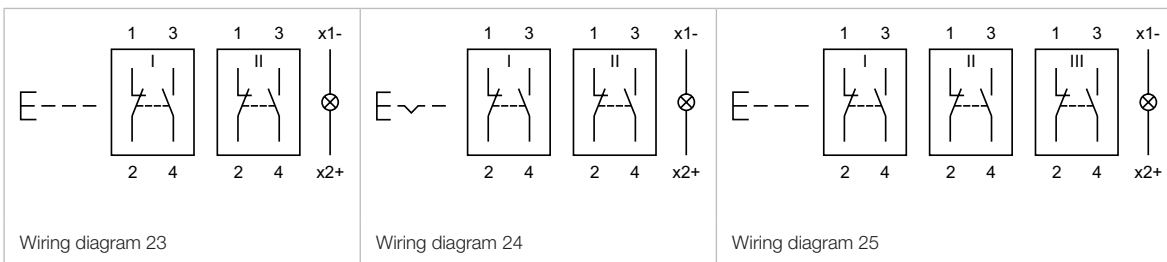 1 3 1 3 x1-
I II
2 4 2 4 x2+
Wiring diagram 23
1 3 1 3 x1-
I II
2 4 2 4 x2+
Wiring diagram 24
1 3 1 3 1 3 x1-
I II III
2 4 2 4 2 4 x2+
Wiring diagram 25